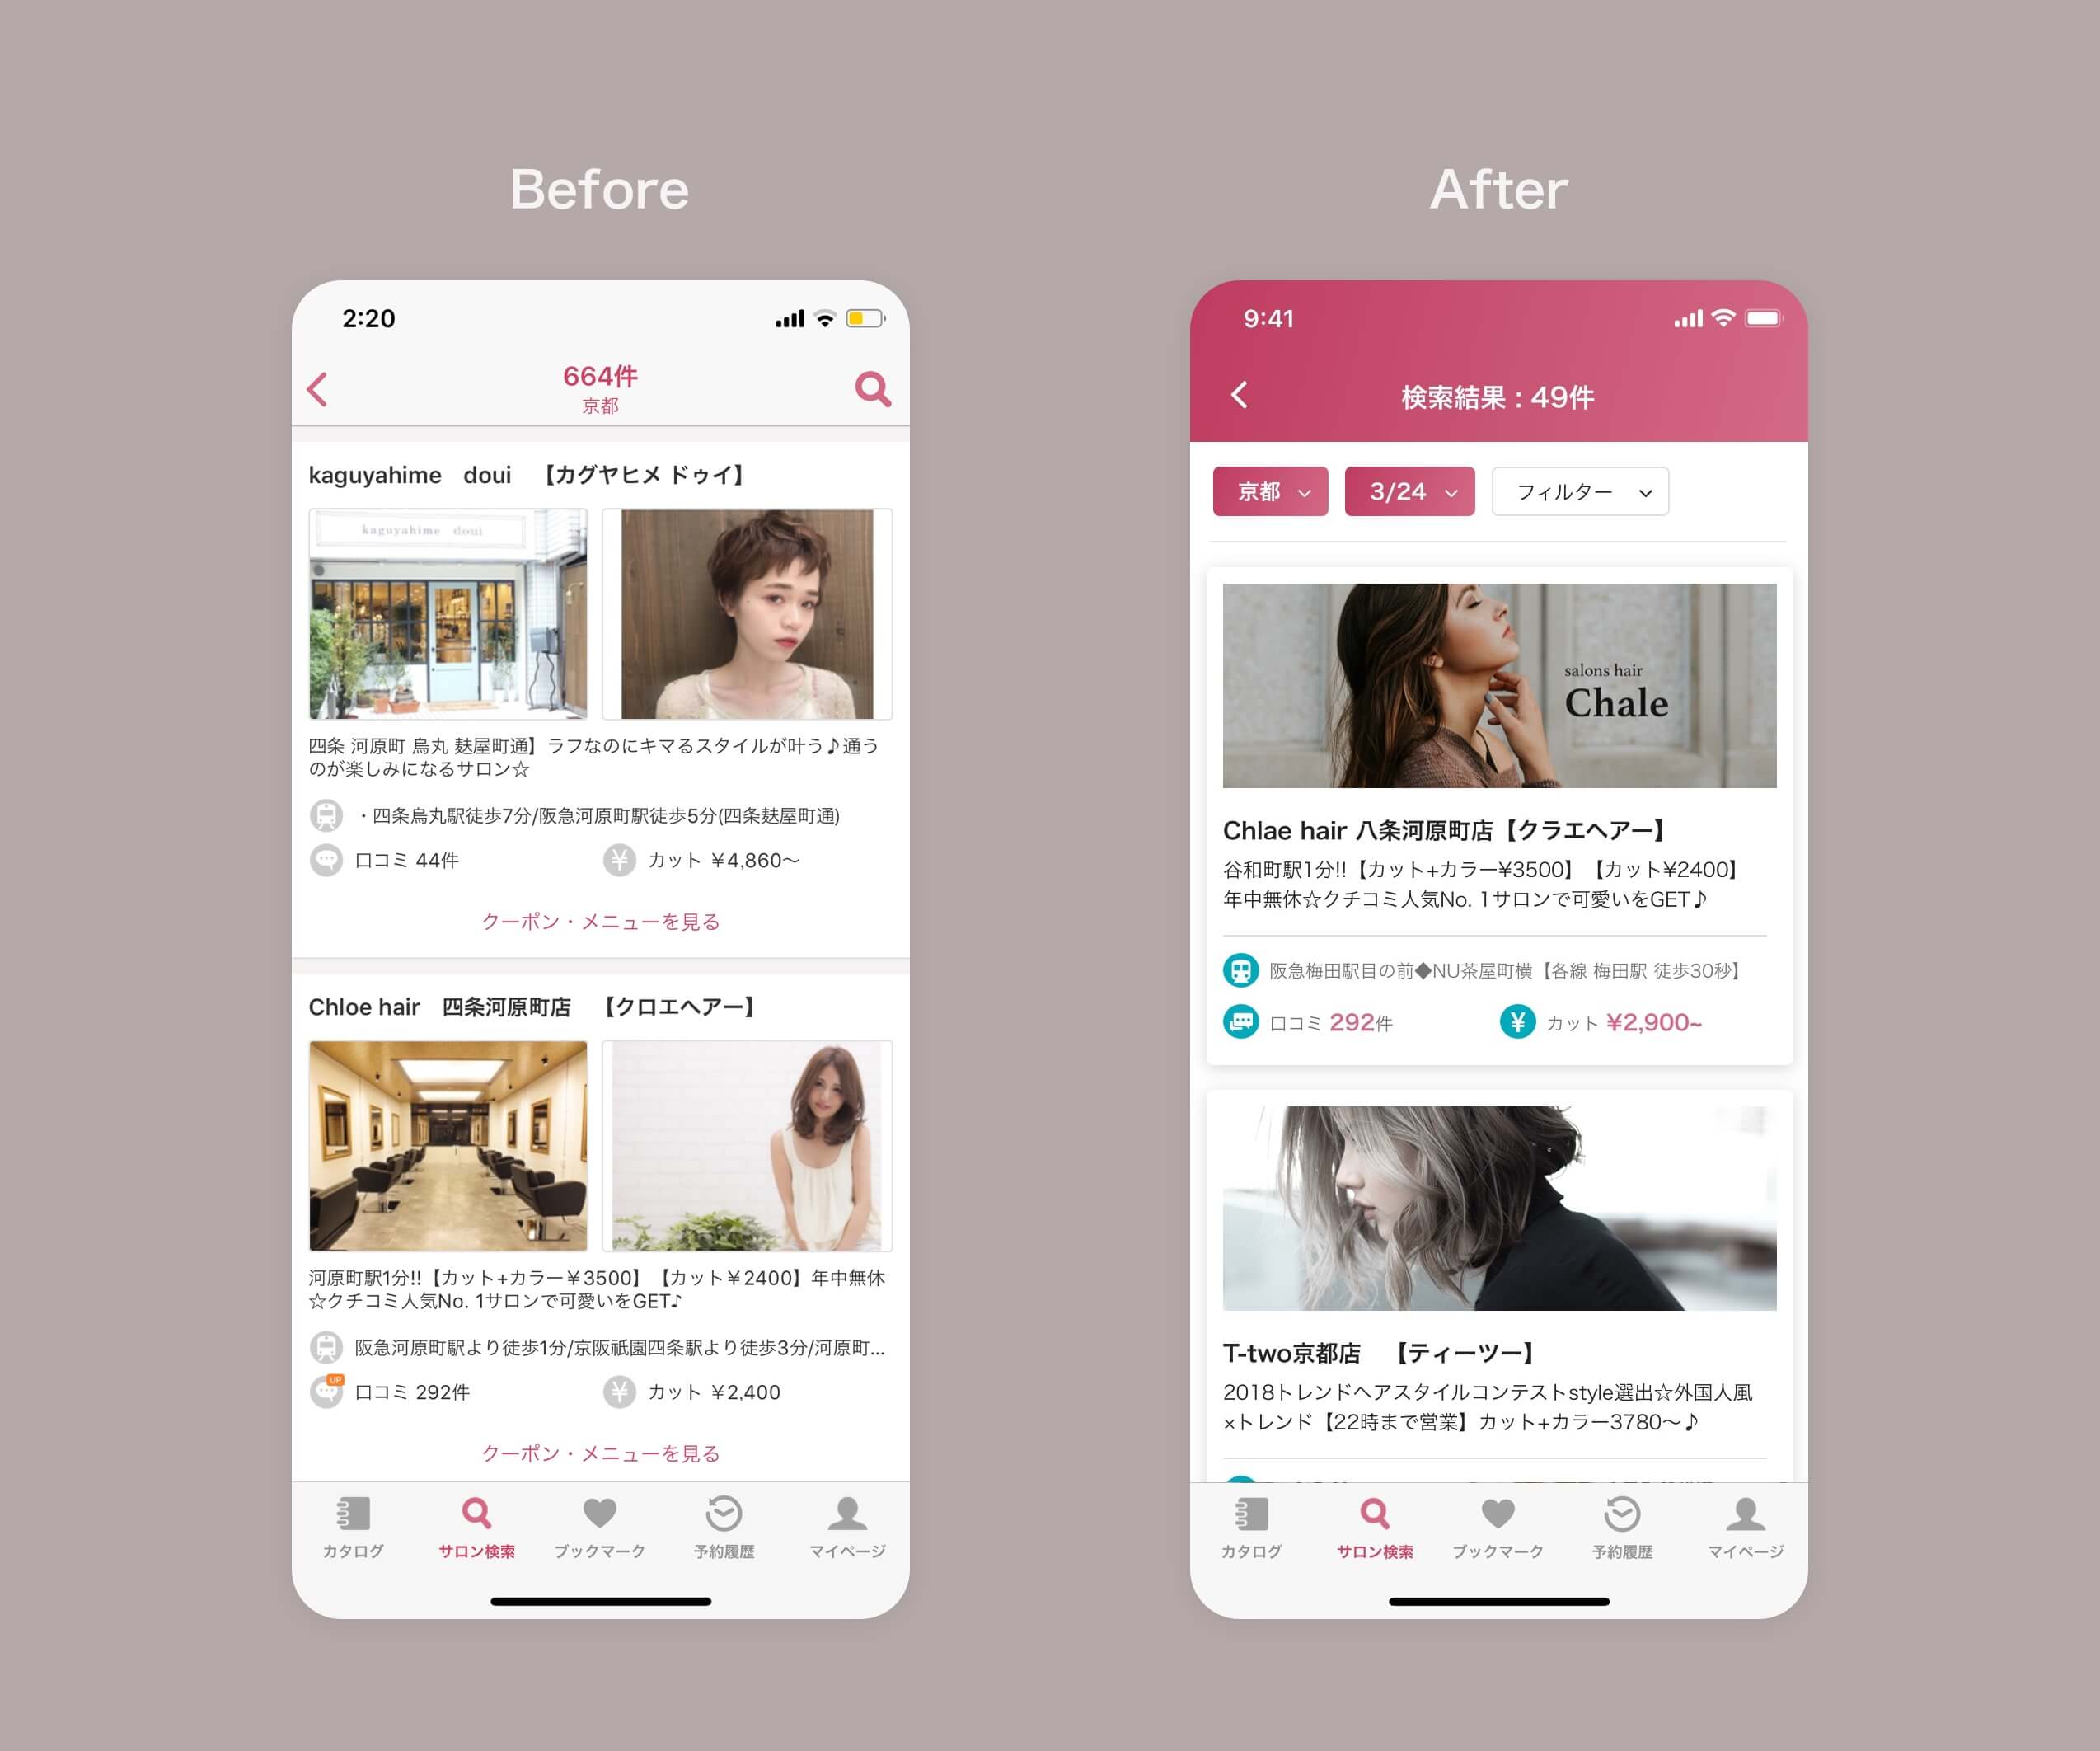 Before
2:20
664件
京都
kaguyahime　doui　【カグヤヒメ ドゥイ】
kaguyahime doui
四条 河原町 烏丸 麸屋町通】ラフなのにキマるスタイルが叶う♪通う
のが楽しみになるサロン☆
・四条烏丸駅徒歩7分/阪急河原町駅徒歩5分(四条麸屋町通)
口コミ 44件
¥ カット ￥4,860〜
クーポン・メニューを見る
Chloe hair　四条河原町店　【クロエヘアー】
河原町駅1分!!【カット+カラー￥3500】【カット￥2400】年中無休
☆クチコミ人気No. 1サロンで可愛いをGET♪
阪急河原町駅より徒歩1分/京阪祇園四条駅より徒歩3分/河原町...
UP
口コミ 292件
¥ カット ￥2,400
クーポン・メニューを見る
カタログ
サロン検索
ブックマーク
予約履歴
マイページ
After
9:41
検索結果 : 49件
京都
3/24
フィルター
salons hair
Chale
Chlae hair 八条河原町店【クラエヘアー】
谷和町駅1分!!【カット+カラー¥3500】【カット¥2400】
年中無休☆クチコミ人気No. 1サロンで可愛いをGET♪
阪急梅田駅目の前◆NU茶屋町横【各線 梅田駅 徒歩30秒】
口コミ 292件
¥ カット ¥2,900~
T-two京都店　【ティーツー】
2018トレンドヘアスタイルコンテストstyle選出☆外国人風
×トレンド【22時まで営業】カット+カラー3780〜♪
カタログ
サロン検索
ブックマーク
予約履歴
マイページ